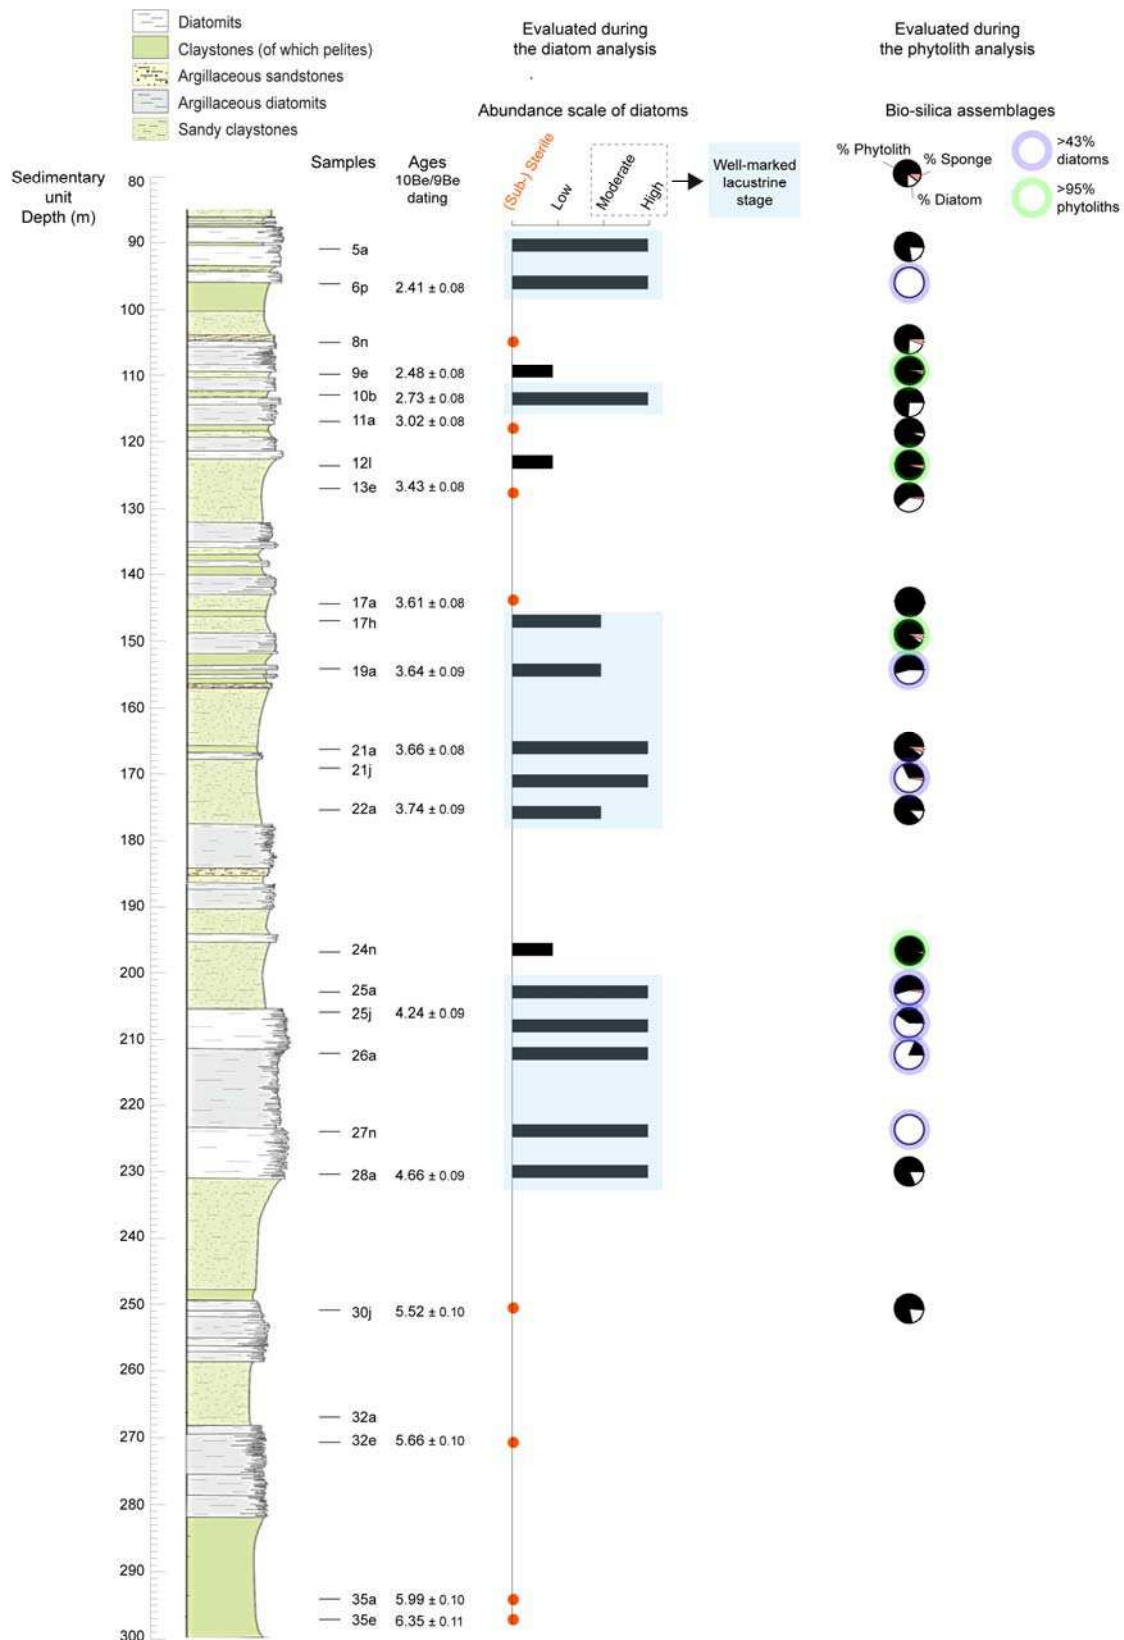 Diatomits
Claystones (of which pelites)
Argillaceous sandstones
Argillaceous diatomits
Sandy claystones
Evaluated during
the diatom analysis
Evaluated during
the phytolith analysis
Abundance scale of diatoms
Bio-silica assemblages
Sedimentary
unit
Depth (m)
Samples
Ages
10Be/9Be
dating
(Sub-) Sterile
Low
Moderate
High
Well-marked
lacustrine
stage
% Phytolith
% Sponge
% Diatom
>43%
diatoms
>95%
phytoliths
80
90
5a
6p 2.41 ± 0.08
100
8n
9e 2.48 ± 0.08
110
10b 2.73 ± 0.08
11a 3.02 ± 0.08
120
12l
13e 3.43 ± 0.08
130
140
17a 3.61 ± 0.08
17h
150
19a 3.64 ± 0.09
160
21a 3.66 ± 0.08
21j
170
22a 3.74 ± 0.09
180
190
24n
200
25a
25j 4.24 ± 0.09
210
26a
220
27n
230
28a 4.66 ± 0.09
240
250
30j 5.52 ± 0.10
260
32a
270
32e 5.66 ± 0.10
280
290
35a 5.99 ± 0.10
35e 6.35 ± 0.11
300